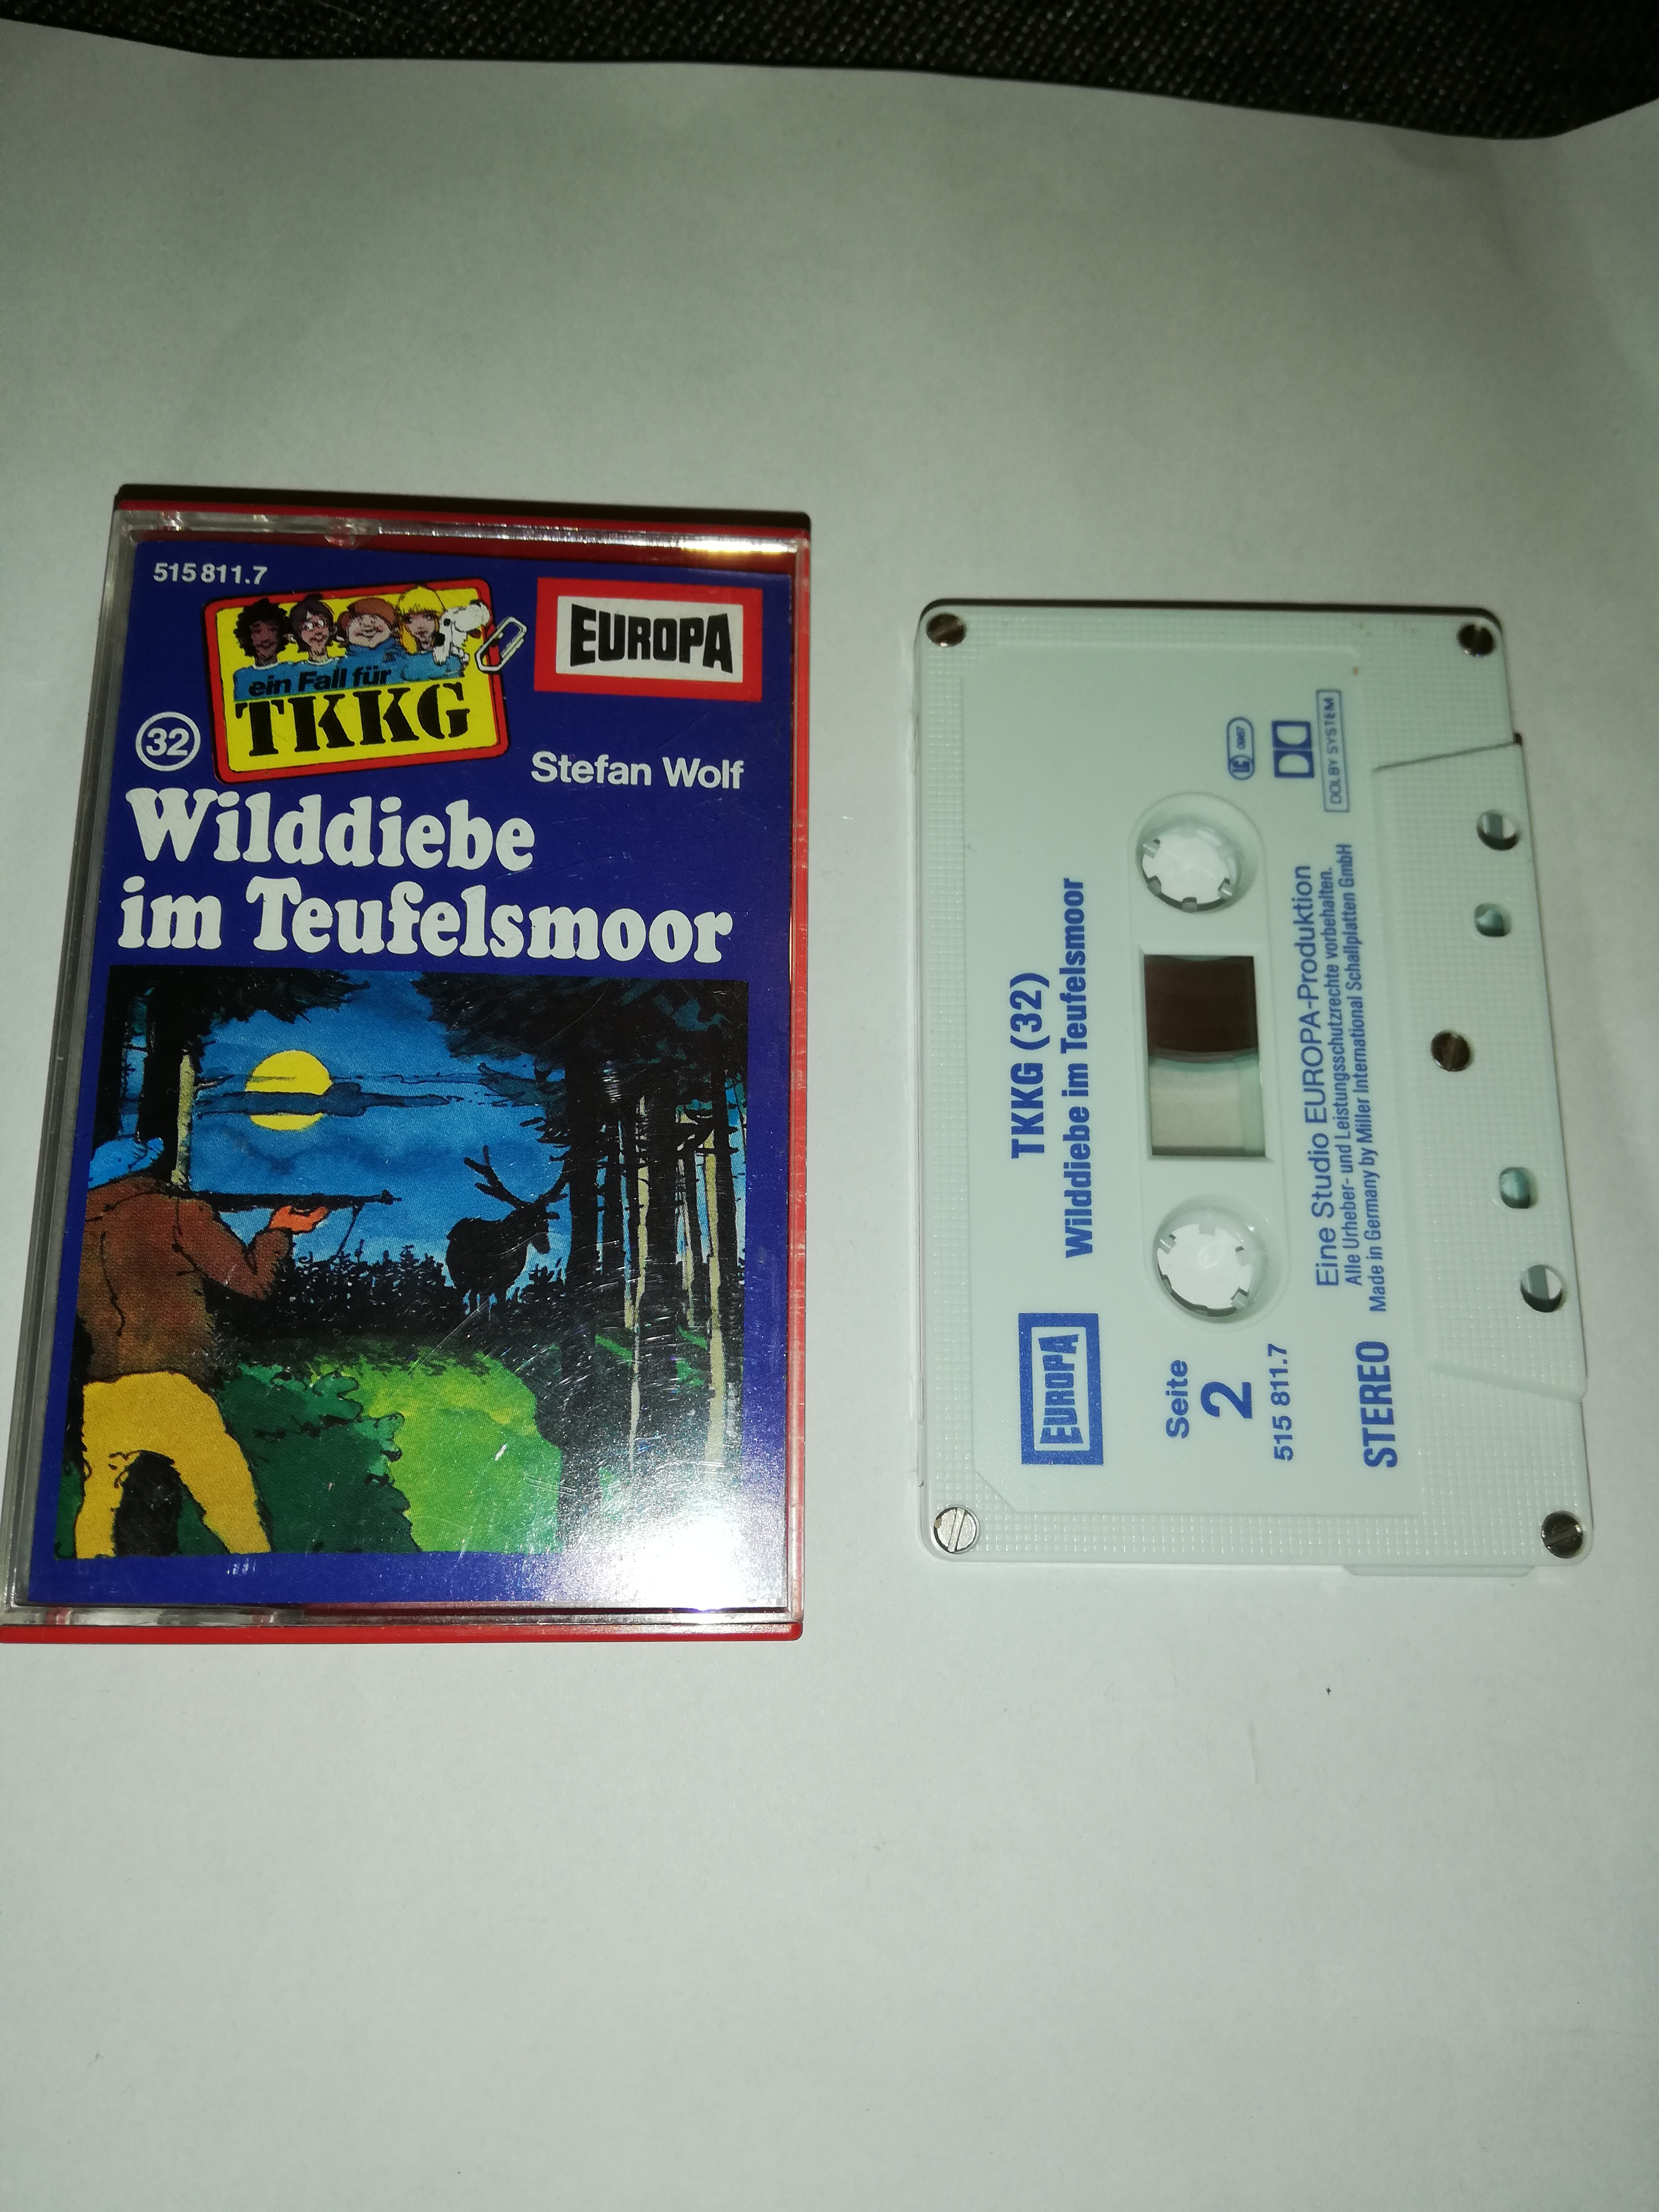 515 811.7
ein Fall für
TKKG
EUROPA
32
Stefan Wolf
Wilddiebe
im Teufelsmoor
TKKG (32)
Wilddiebe im Teufelsmoor
EUROPA
Seite
2
515 811.7
STEREO
LC 0967
DOLBY SYSTEM
Eine Studio EUROPA-Produktion
Alle Urheber- und Leistungsschutzrechte vorbehalten.
Made in Germany by Miller International Schallplatten GmbH